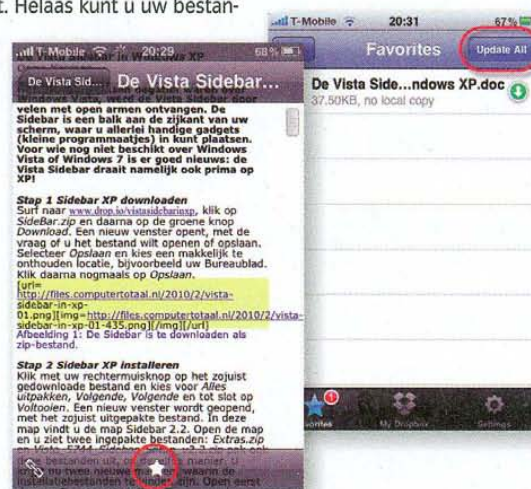 t. Helaas kunt u uw bestan-
T-Mobile 20:29 68%
De Vista Sid... De Vista Sidebar...
velen met open armen ontvangen. De
Sidebar is een balk aan de zijkant van uw
scherm, waar u allerlei handige gadgets
(kleine programmaatjes) in kunt plaatsen.
Voor wie nog niet beschikt over Windows
Vista of Windows 7 is er goed nieuws: de
Vista Sidebar draait namelijk ook prima op
XP!
Stap 1 Sidebar XP downloaden
Surf naar www.drop.io/vistasidebarinxp, klik op
SideBar.zip en daarna op de groene knop
Download. Een nieuw venster opent, met de
vraag of u het bestand wilt openen of opslaan.
Selecteer Opslaan en kies een makkelijk te
onthouden locatie, bijvoorbeeld uw Bureaublad.
Klik daarna nogmaals op Opslaan.
[url=
http://files.computertotaal.nl/2010/2/vista-
sidebar-in-xp-
01.png][img=http://files.computertotaal.nl/2010/2/vista-
sidebar-in-xp-01-435.png][/img][/url]
Afbeelding 1: De Sidebar is te downloaden als
zip-bestand.
Stap 2 Sidebar XP installeren
Klik met uw rechtermuisknop op het zojuist
gedownloade bestand en kies voor Alles
uitpakken, Volgende, Volgende en tot slot op
Voltooien. Een nieuw venster wordt geopend,
met het zojuist uitgepakte bestand. In deze
map vindt u de map Sidebar 2.2. Open de map
en u ziet twee ingepakte bestanden: Extras.zip
T-Mobile 20:31 67%
Favorites Update All
De Vista Side...ndows XP.doc
37.50KB, no local copy
My Dropbox Settings